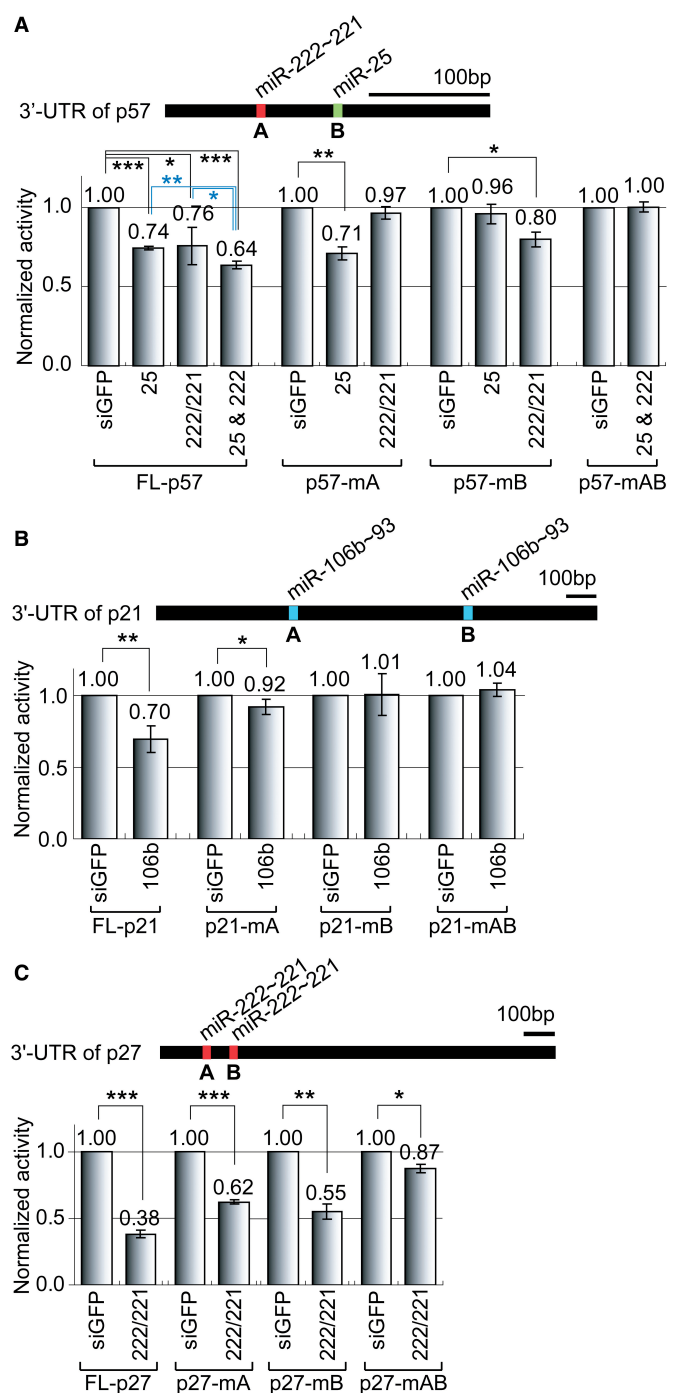 A
miR-222~221
miR-25
100bp
3'-UTR of p57
A B
*** * ***
** *
** *
Normalized activity
1.00 0.74 0.76 0.64 1.00 0.71 0.97 1.00 0.96 0.80 1.00 1.00
1.0
0.5
0.0
siGFP 25 222/221 25 & 222 siGFP 25 222/221 siGFP 25 222/221 siGFP 25 & 222
FL-p57 p57-mA p57-mB p57-mAB
B
miR-106b~93 miR-106b~93
100bp
3'-UTR of p21
A B
** *
Normalized activity
1.00 0.70 1.00 0.92 1.00 1.01 1.00 1.04
1.0
0.5
0.0
siGFP 106b siGFP 106b siGFP 106b siGFP 106b
FL-p21 p21-mA p21-mB p21-mAB
C
miR-222~221
miR-222~221
100bp
3'-UTR of p27
A B
*** *** ** *
Normalized activity
1.00 0.38 1.00 0.62 1.00 0.55 1.00 0.87
1.0
0.5
0.0
siGFP 222/221 siGFP 222/221 siGFP 222/221 siGFP 222/221
FL-p27 p27-mA p27-mB p27-mAB